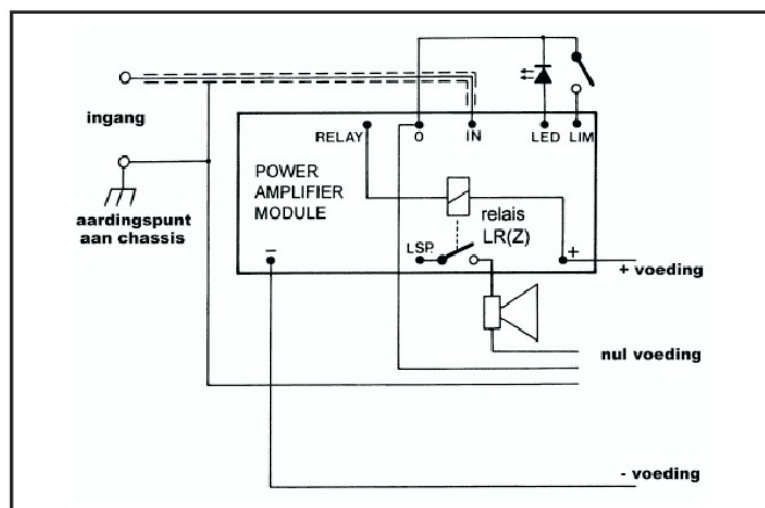 ingang
RELAY
O
IN
LED
LIM
POWER
AMPLIFIER
MODULE
aardingspunt
aan chassis
relais
LR(Z)
LSP.
–
+
+ voeding
nul voeding
- voeding